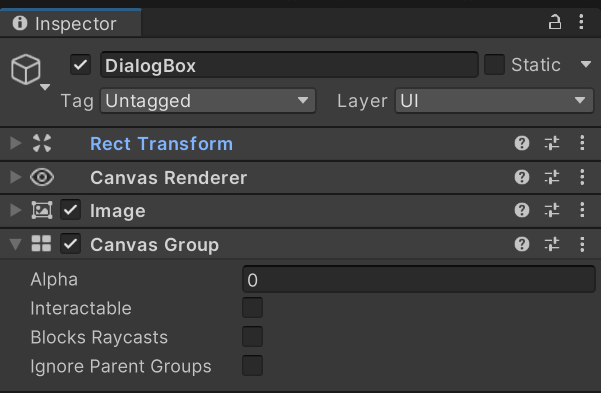 Inspector
DialogBox Static
Tag Untagged Layer UI
Rect Transform
Canvas Renderer
Image
Canvas Group
Alpha 0
Interactable
Blocks Raycasts
Ignore Parent Groups